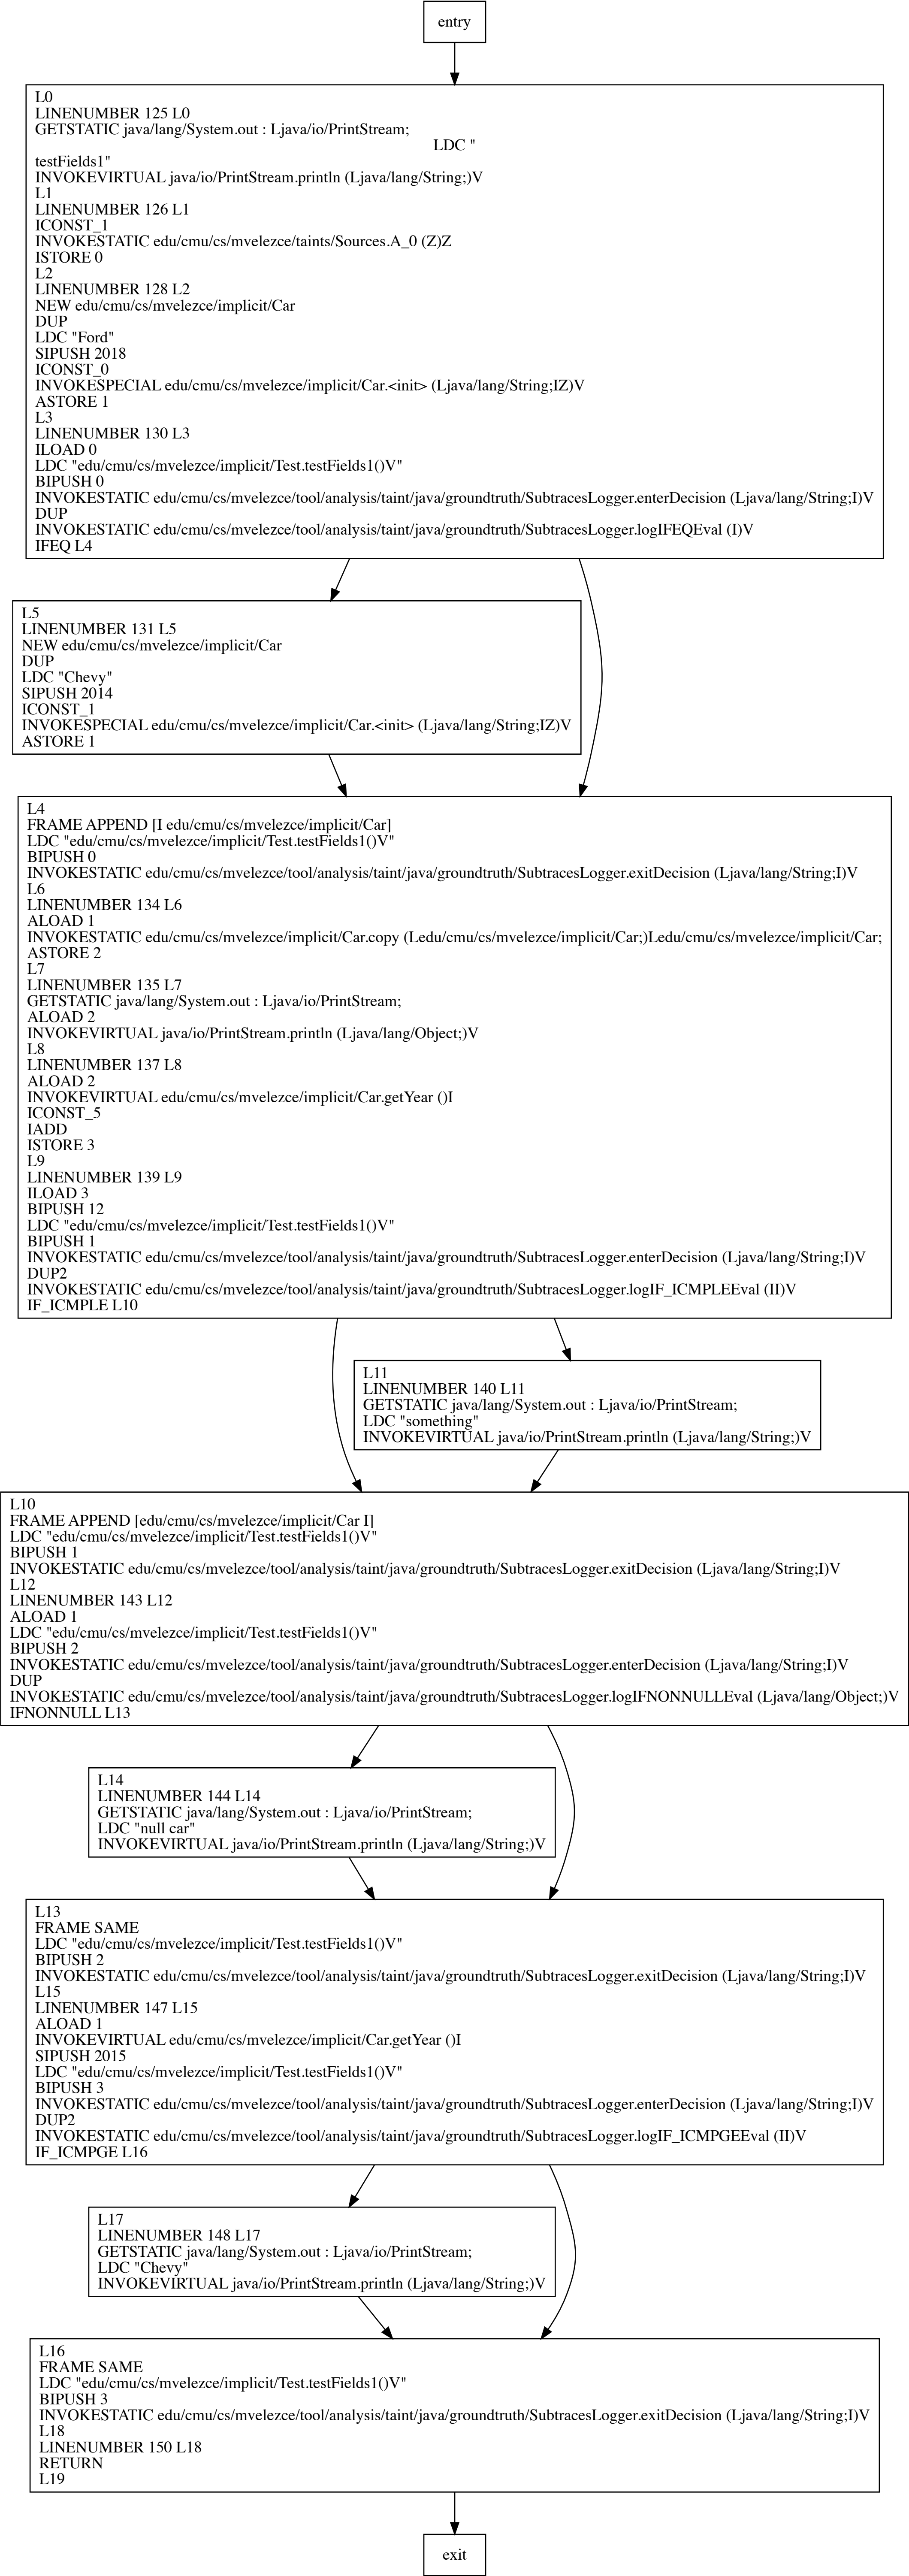 entry
L0
LINENUMBER 125 L0
GETSTATIC java/lang/System.out : Ljava/io/PrintStream;
LDC "
testFields1"
INVOKEVIRTUAL java/io/PrintStream.println (Ljava/lang/String;)V
L1
LINENUMBER 126 L1
ICONST_1
INVOKESTATIC edu/cmu/cs/mvelezce/taints/Sources.A_0 (Z)Z
ISTORE 0
L2
LINENUMBER 128 L2
NEW edu/cmu/cs/mvelezce/implicit/Car
DUP
LDC "Ford"
SIPUSH 2018
ICONST_0
INVOKESPECIAL edu/cmu/cs/mvelezce/implicit/Car.<init> (Ljava/lang/String;IZ)V
ASTORE 1
L3
LINENUMBER 130 L3
ILOAD 0
LDC "edu/cmu/cs/mvelezce/implicit/Test.testFields1()V"
BIPUSH 0
INVOKESTATIC edu/cmu/cs/mvelezce/tool/analysis/taint/java/groundtruth/SubtracesLogger.enterDecision (Ljava/lang/String;I)V
DUP
INVOKESTATIC edu/cmu/cs/mvelezce/tool/analysis/taint/java/groundtruth/SubtracesLogger.logIFEQEval (I)V
IFEQ L4
L5
LINENUMBER 131 L5
NEW edu/cmu/cs/mvelezce/implicit/Car
DUP
LDC "Chevy"
SIPUSH 2014
ICONST_1
INVOKESPECIAL edu/cmu/cs/mvelezce/implicit/Car.<init> (Ljava/lang/String;IZ)V
ASTORE 1
L4
FRAME APPEND [I edu/cmu/cs/mvelezce/implicit/Car]
LDC "edu/cmu/cs/mvelezce/implicit/Test.testFields1()V"
BIPUSH 0
INVOKESTATIC edu/cmu/cs/mvelezce/tool/analysis/taint/java/groundtruth/SubtracesLogger.exitDecision (Ljava/lang/String;I)V
L6
LINENUMBER 134 L6
ALOAD 1
INVOKESTATIC edu/cmu/cs/mvelezce/implicit/Car.copy (Ledu/cmu/cs/mvelezce/implicit/Car;)Ledu/cmu/cs/mvelezce/implicit/Car;
ASTORE 2
L7
LINENUMBER 135 L7
GETSTATIC java/lang/System.out : Ljava/io/PrintStream;
ALOAD 2
INVOKEVIRTUAL java/io/PrintStream.println (Ljava/lang/Object;)V
L8
LINENUMBER 137 L8
ALOAD 2
INVOKEVIRTUAL edu/cmu/cs/mvelezce/implicit/Car.getYear ()I
ICONST_5
IADD
ISTORE 3
L9
LINENUMBER 139 L9
ILOAD 3
BIPUSH 12
LDC "edu/cmu/cs/mvelezce/implicit/Test.testFields1()V"
BIPUSH 1
INVOKESTATIC edu/cmu/cs/mvelezce/tool/analysis/taint/java/groundtruth/SubtracesLogger.enterDecision (Ljava/lang/String;I)V
DUP2
INVOKESTATIC edu/cmu/cs/mvelezce/tool/analysis/taint/java/groundtruth/SubtracesLogger.logIF_ICMPLEEval (II)V
IF_ICMPLE L10
L11
LINENUMBER 140 L11
GETSTATIC java/lang/System.out : Ljava/io/PrintStream;
LDC "something"
INVOKEVIRTUAL java/io/PrintStream.println (Ljava/lang/String;)V
L10
FRAME APPEND [edu/cmu/cs/mvelezce/implicit/Car I]
LDC "edu/cmu/cs/mvelezce/implicit/Test.testFields1()V"
BIPUSH 1
INVOKESTATIC edu/cmu/cs/mvelezce/tool/analysis/taint/java/groundtruth/SubtracesLogger.exitDecision (Ljava/lang/String;I)V
L12
LINENUMBER 143 L12
ALOAD 1
LDC "edu/cmu/cs/mvelezce/implicit/Test.testFields1()V"
BIPUSH 2
INVOKESTATIC edu/cmu/cs/mvelezce/tool/analysis/taint/java/groundtruth/SubtracesLogger.enterDecision (Ljava/lang/String;I)V
DUP
INVOKESTATIC edu/cmu/cs/mvelezce/tool/analysis/taint/java/groundtruth/SubtracesLogger.logIFNONNULLEval (Ljava/lang/Object;)V
IFNONNULL L13
L14
LINENUMBER 144 L14
GETSTATIC java/lang/System.out : Ljava/io/PrintStream;
LDC "null car"
INVOKEVIRTUAL java/io/PrintStream.println (Ljava/lang/String;)V
L13
FRAME SAME
LDC "edu/cmu/cs/mvelezce/implicit/Test.testFields1()V"
BIPUSH 2
INVOKESTATIC edu/cmu/cs/mvelezce/tool/analysis/taint/java/groundtruth/SubtracesLogger.exitDecision (Ljava/lang/String;I)V
L15
LINENUMBER 147 L15
ALOAD 1
INVOKEVIRTUAL edu/cmu/cs/mvelezce/implicit/Car.getYear ()I
SIPUSH 2015
LDC "edu/cmu/cs/mvelezce/implicit/Test.testFields1()V"
BIPUSH 3
INVOKESTATIC edu/cmu/cs/mvelezce/tool/analysis/taint/java/groundtruth/SubtracesLogger.enterDecision (Ljava/lang/String;I)V
DUP2
INVOKESTATIC edu/cmu/cs/mvelezce/tool/analysis/taint/java/groundtruth/SubtracesLogger.logIF_ICMPGEEval (II)V
IF_ICMPGE L16
L17
LINENUMBER 148 L17
GETSTATIC java/lang/System.out : Ljava/io/PrintStream;
LDC "Chevy"
INVOKEVIRTUAL java/io/PrintStream.println (Ljava/lang/String;)V
L16
FRAME SAME
LDC "edu/cmu/cs/mvelezce/implicit/Test.testFields1()V"
BIPUSH 3
INVOKESTATIC edu/cmu/cs/mvelezce/tool/analysis/taint/java/groundtruth/SubtracesLogger.exitDecision (Ljava/lang/String;I)V
L18
LINENUMBER 150 L18
RETURN
L19
exit